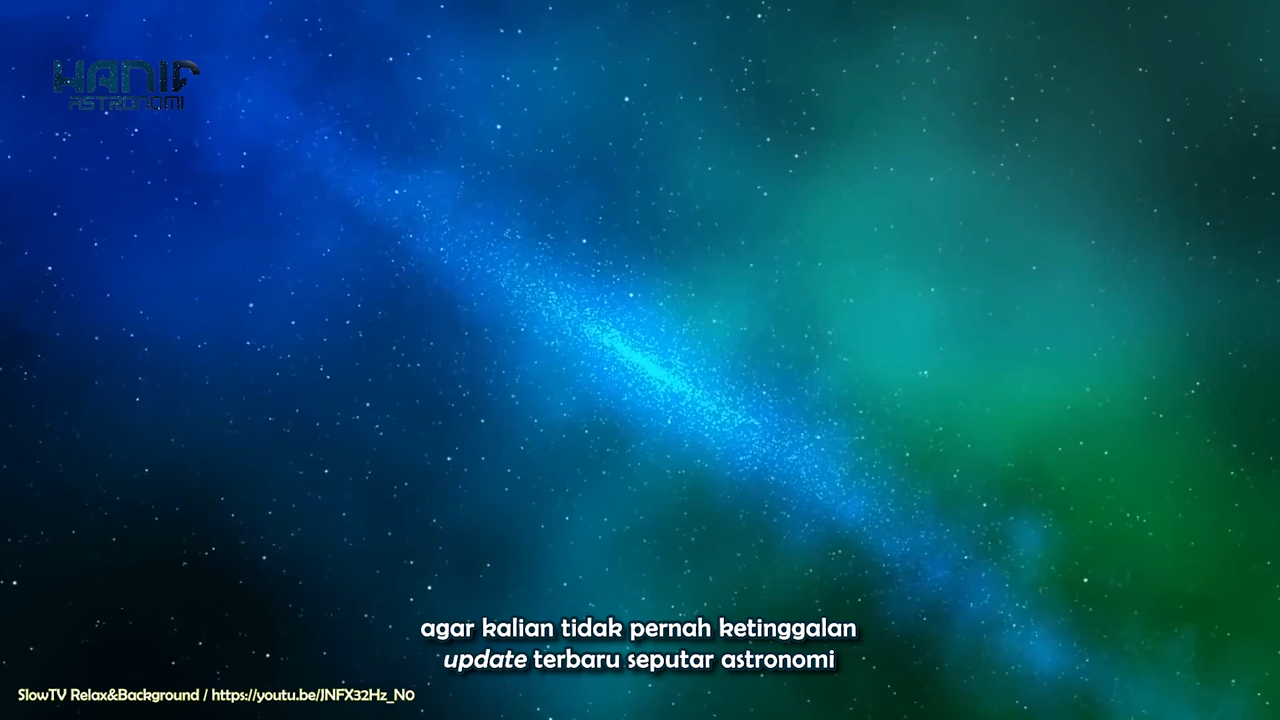 HANIF
ASTRONOMI
agar kalian tidak pernah ketinggalan
update terbaru seputar astronomi
SlowTV Relax&Background / https://youtu.be/JNFX32Hz_N0